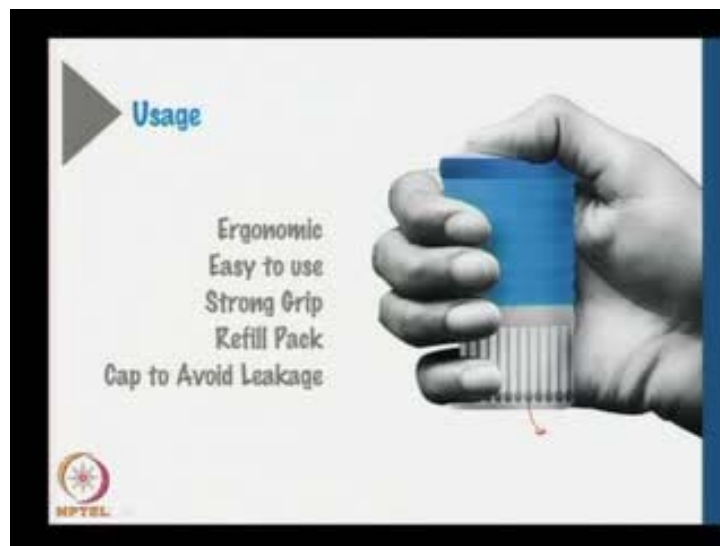 Usage
Ergonomic
Easy to use
Strong Grip
Refill Pack
Cap to Avoid Leakage
NPTEL